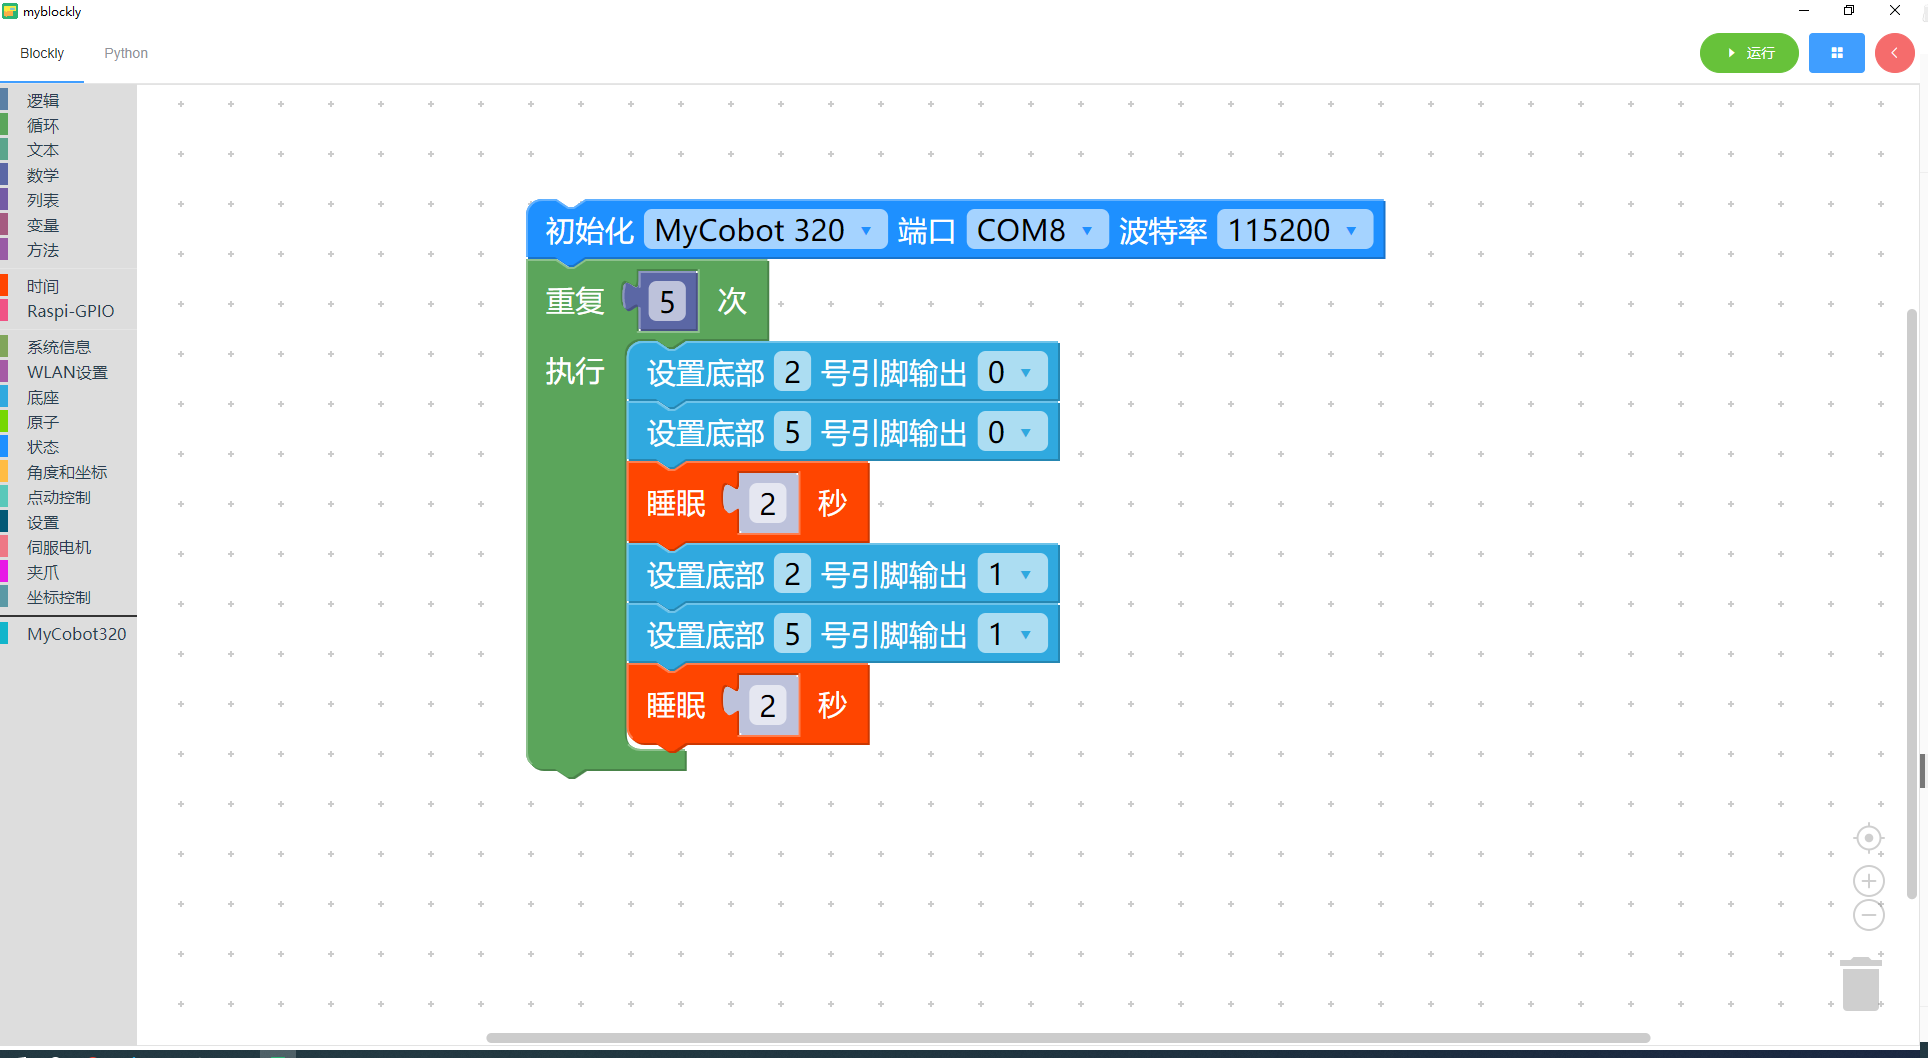 myblockly
Blockly
Python
运行
逻辑
循环
文本
数学
列表
变量
方法
时间
Raspi-GPIO
系统信息
WLAN设置
底座
原子
状态
角度和坐标
点动控制
设置
伺服电机
夹爪
坐标控制
MyCobot320
初始化 MyCobot 320 端口 COM8 波特率 115200
重复 5 次
执行
设置底部 2 号引脚输出 0
设置底部 5 号引脚输出 0
睡眠 2 秒
设置底部 2 号引脚输出 1
设置底部 5 号引脚输出 1
睡眠 2 秒